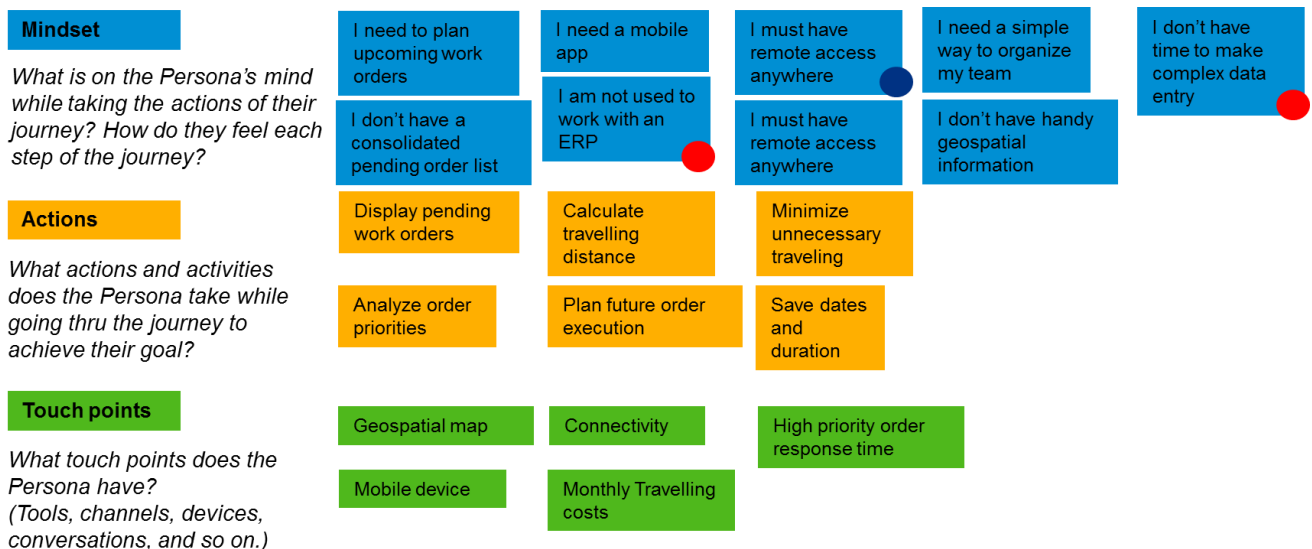 Mindset
What is on the Persona's mind
while taking the actions of their
journey? How do they feel each
step of the journey?
I need to plan
upcoming work
orders
I need a mobile
app
I must have
remote access
anywhere
I need a simple
way to organize
my team
I don't have
time to make
complex data
entry
I don't have a
consolidated
pending order list
I am not used to
work with an
ERP
I must have
remote access
anywhere
I don't have handy
geospatial
information
Actions
What actions and activities
does the Persona take while
going thru the journey to
achieve their goal?
Display pending
work orders
Calculate
travelling
distance
Minimize
unnecessary
traveling
Analyze order
priorities
Plan future order
execution
Save dates
and
duration
Touch points
What touch points does the
Persona have?
(Tools, channels, devices,
conversations, and so on.)
Geospatial map
Connectivity
High priority order
response time
Mobile device
Monthly Travelling
costs